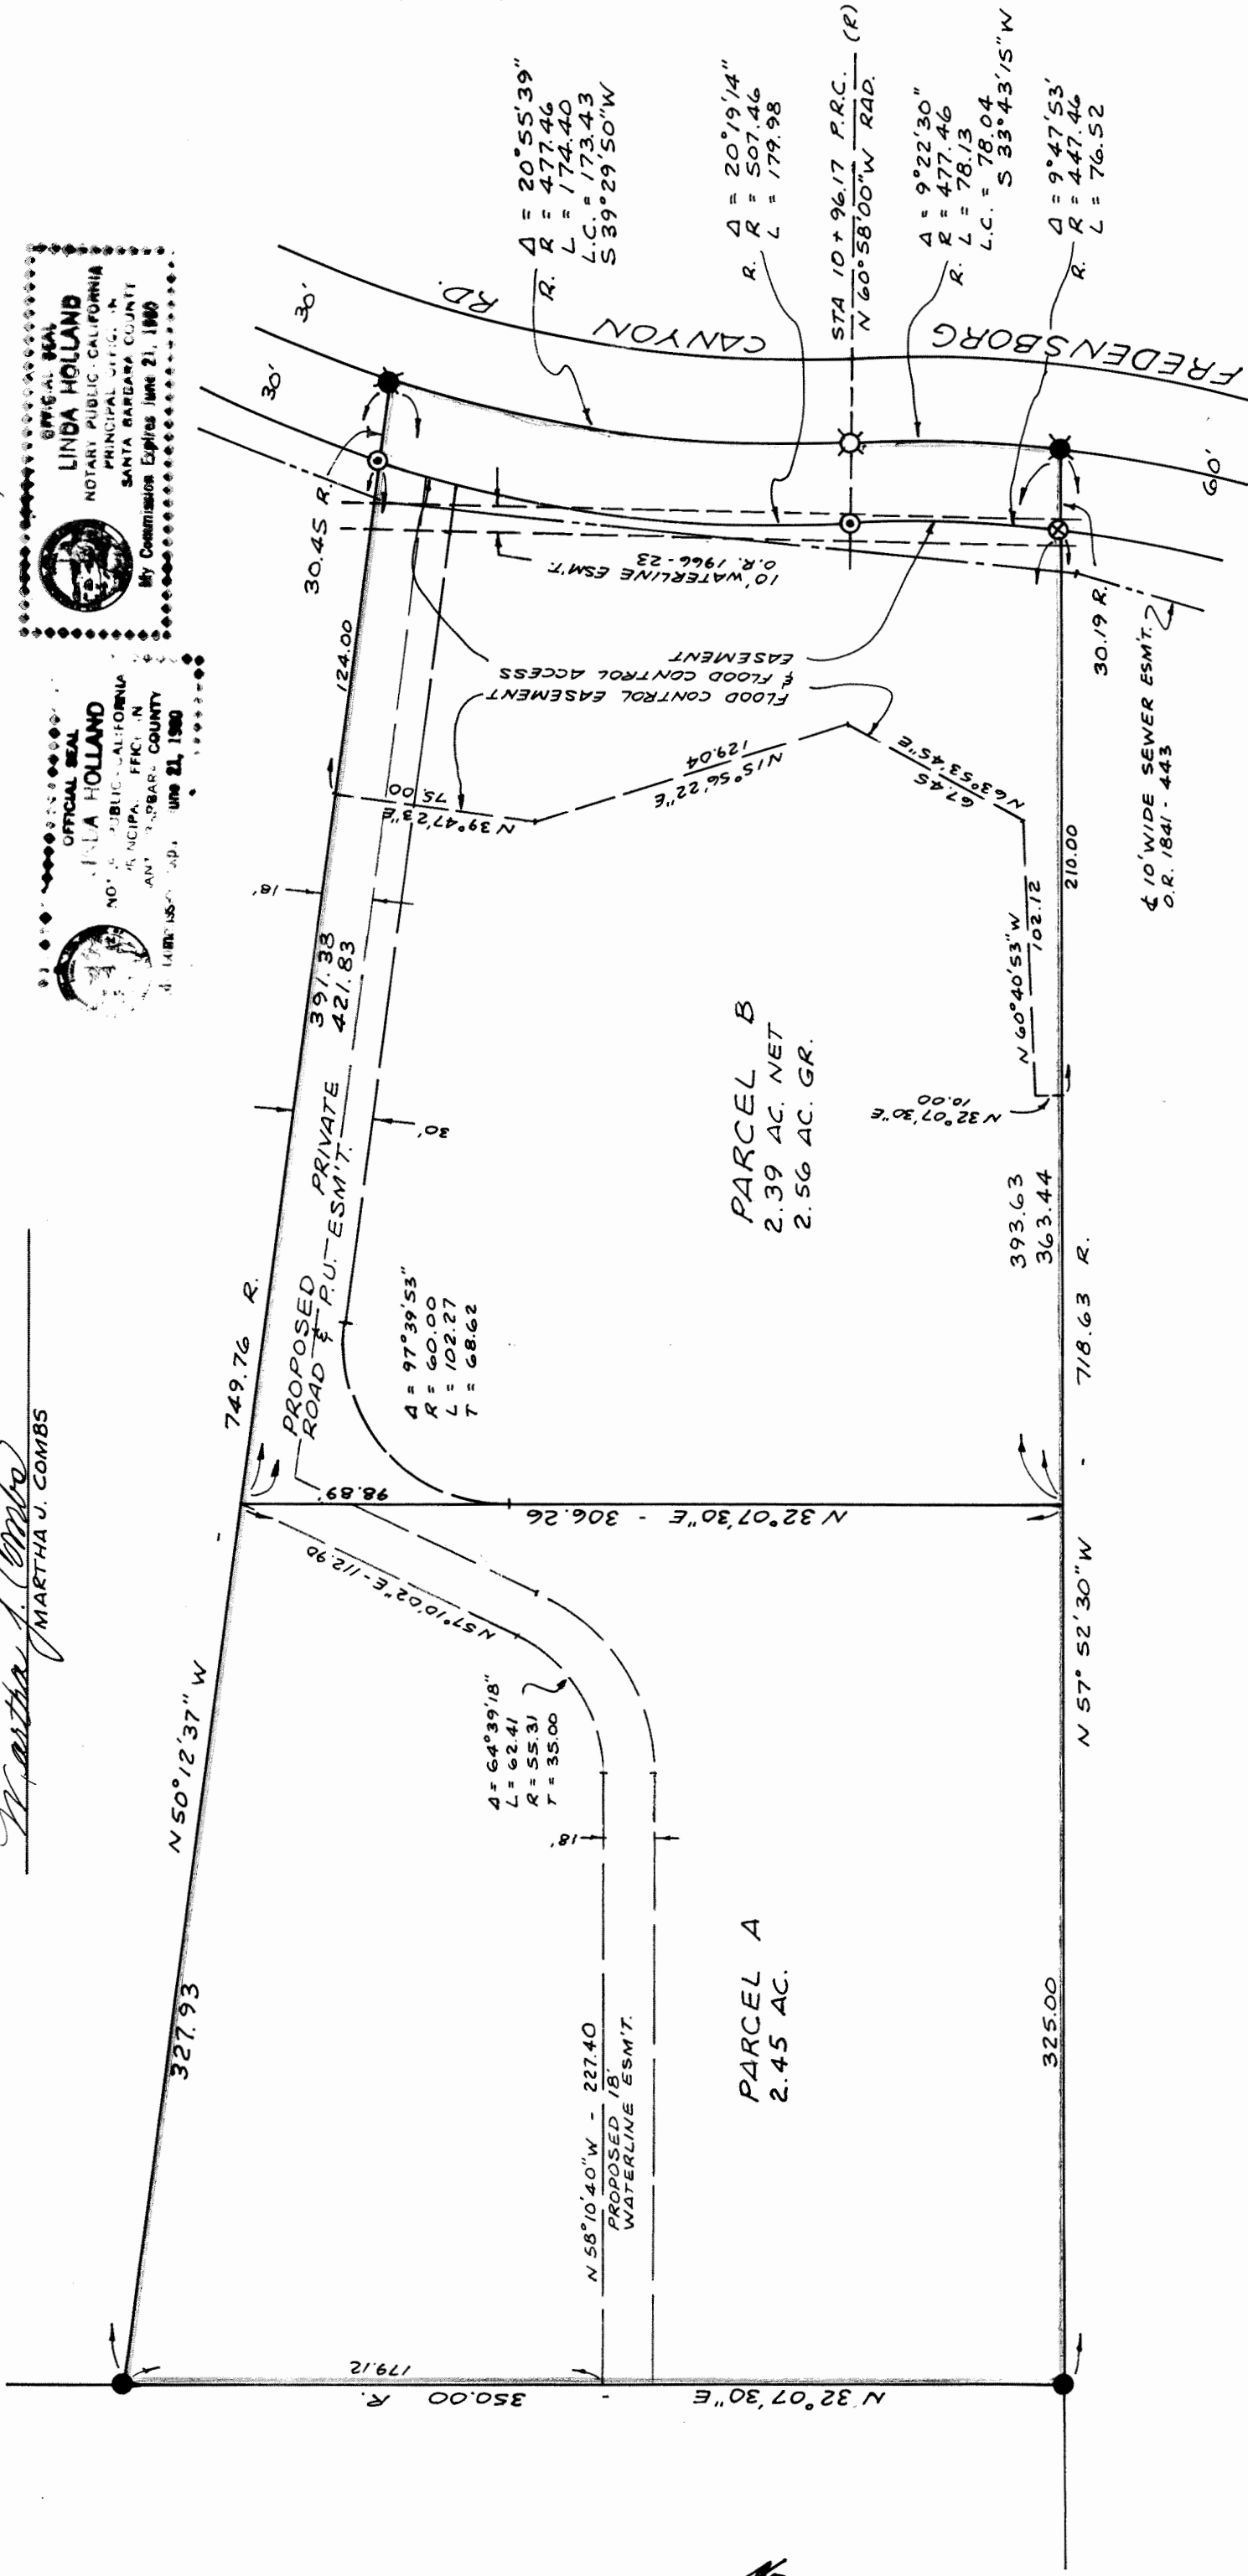 Martha J. Combs
MARTHA J. COMBS
OFFICIAL SEAL
HOLLAND
21, 1980
OFFICIAL SEAL
LINDA HOLLAND
NOTARY PUBLIC - CALIFORNIA
PRINCIPAL
SANTA BARBARA COUNTY
My Commission Expires June 21, 1980
N 50°12'37" W
327.93
749.76 R.
-
391.38
421.83
124.00
30.45 R.
30'
30'
FREDENSBORG
CANYON
RD.
60'
Δ = 20°55'39"
R. R = 477.46
L = 174.40
L.C. = 173.43
S 39°29'50" W
Δ = 20°19'14"
R. R = 507.46
L = 179.98
STA 10 + 96.17 P.R.C.
N 60°58'00" W RAD.
(R)
Δ = 9°22'30"
R. R = 477.46
L = 78.13
L.C. = 78.04
S 33°43'15" W
Δ = 9°47'53'
R. R = 447.46
L = 76.52
10' WATERLINE ESMT.
O.R. 1966-23
FLOOD CONTROL EASEMENT
& FLOOD CONTROL ACCESS
EASEMENT
18'
PROPOSED PRIVATE
ROAD & P.U. ESM'T.
30'
N 39°47'23"E
75.00
N15°56'22"E
129.04
N63°53'45"E
67.45
N 60°40'53" W
102.12
N 32°07'30"E
10.00
210.00
30.19 R.
₵ 10' WIDE SEWER ESM'T.
O.R. 1841 - 443
Δ = 97°39'53"
R = 60.00
L = 102.27
T = 68.62
98.89'
N 32°07'30"E - 306.26
PARCEL B
2.39 AC. NET
2.56 AC. GR.
393.63
363.44
N 57° 52' 30" W - 718.63 R.
N57°10'02"E - 112.90
Δ = 64°39'18"
L = 62.41
R = 55.31
T = 35.00
18'
N 58°10'40" W - 227.40
PROPOSED 18'
WATERLINE ESM'T.
PARCEL A
2.45 AC.
325.00
179.12
N 32°07'30"E - 350.00 R.